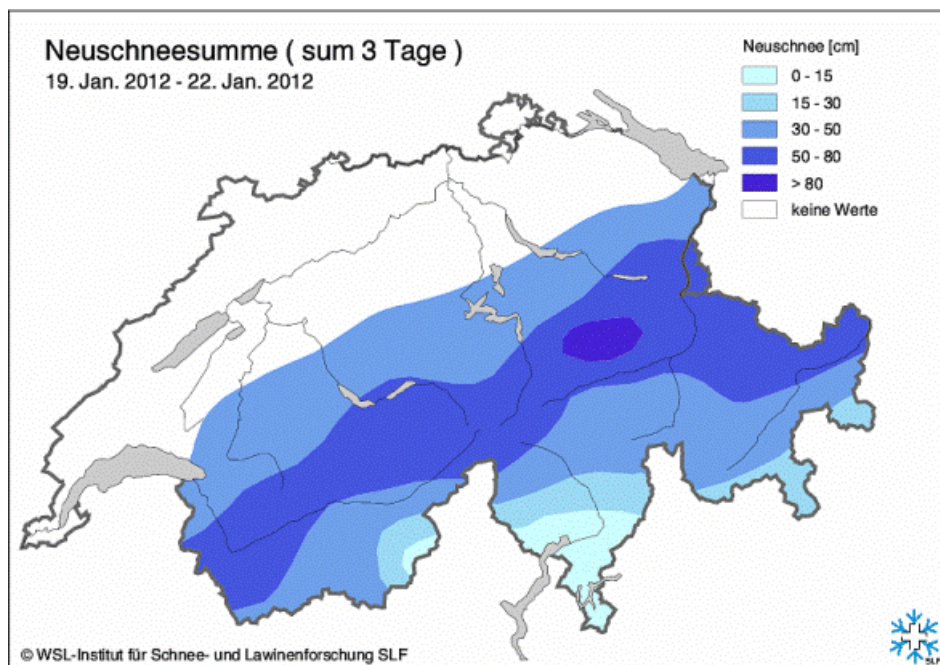 Neuschneesumme ( sum 3 Tage )
19. Jan. 2012 - 22. Jan. 2012
Neuschnee [cm]
0 - 15
15 - 30
30 - 50
50 - 80
> 80
keine Werte
© WSL-Institut für Schnee- und Lawinenforschung SLF
SLF